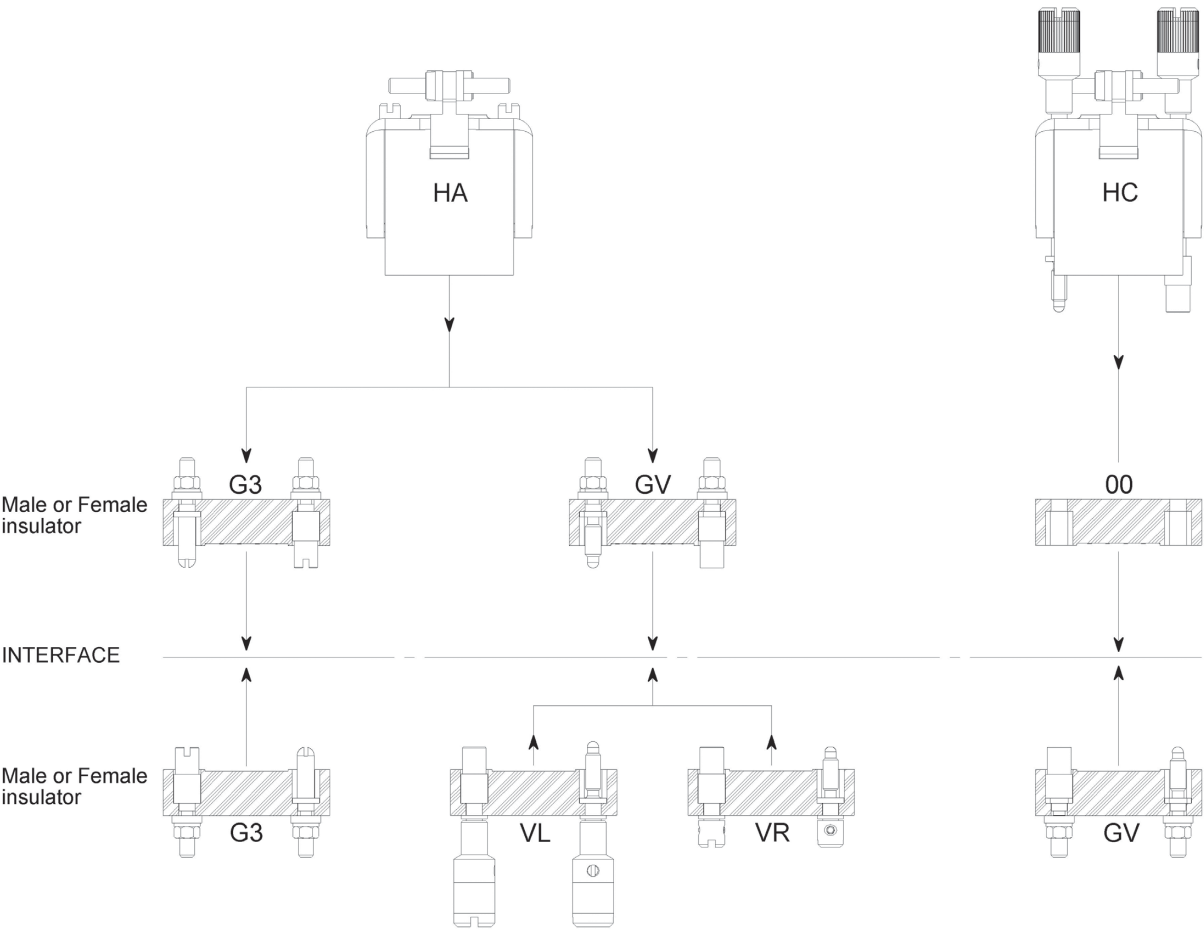 HA
HC
G3
GV
00
Male or Female
insulator
INTERFACE
Male or Female
insulator
G3
VL
VR
GV